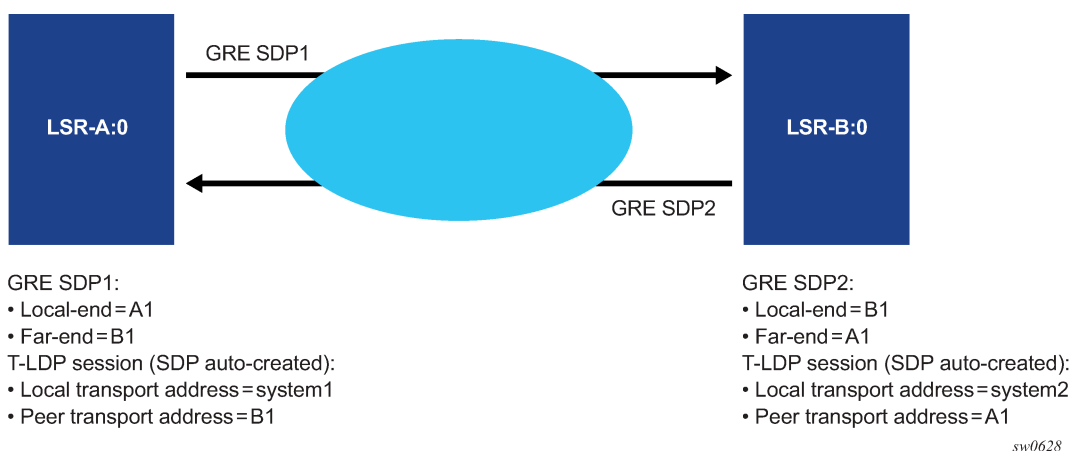 GRE SDP1
LSR-A:0
LSR-B:0
GRE SDP2
GRE SDP1:
• Local-end=A1
• Far-end=B1
T-LDP session (SDP auto-created):
• Local transport address=system1
• Peer transport address=B1
GRE SDP2:
• Local-end=B1
• Far-end=A1
T-LDP session (SDP auto-created):
• Local transport address=system2
• Peer transport address=A1
sw0628